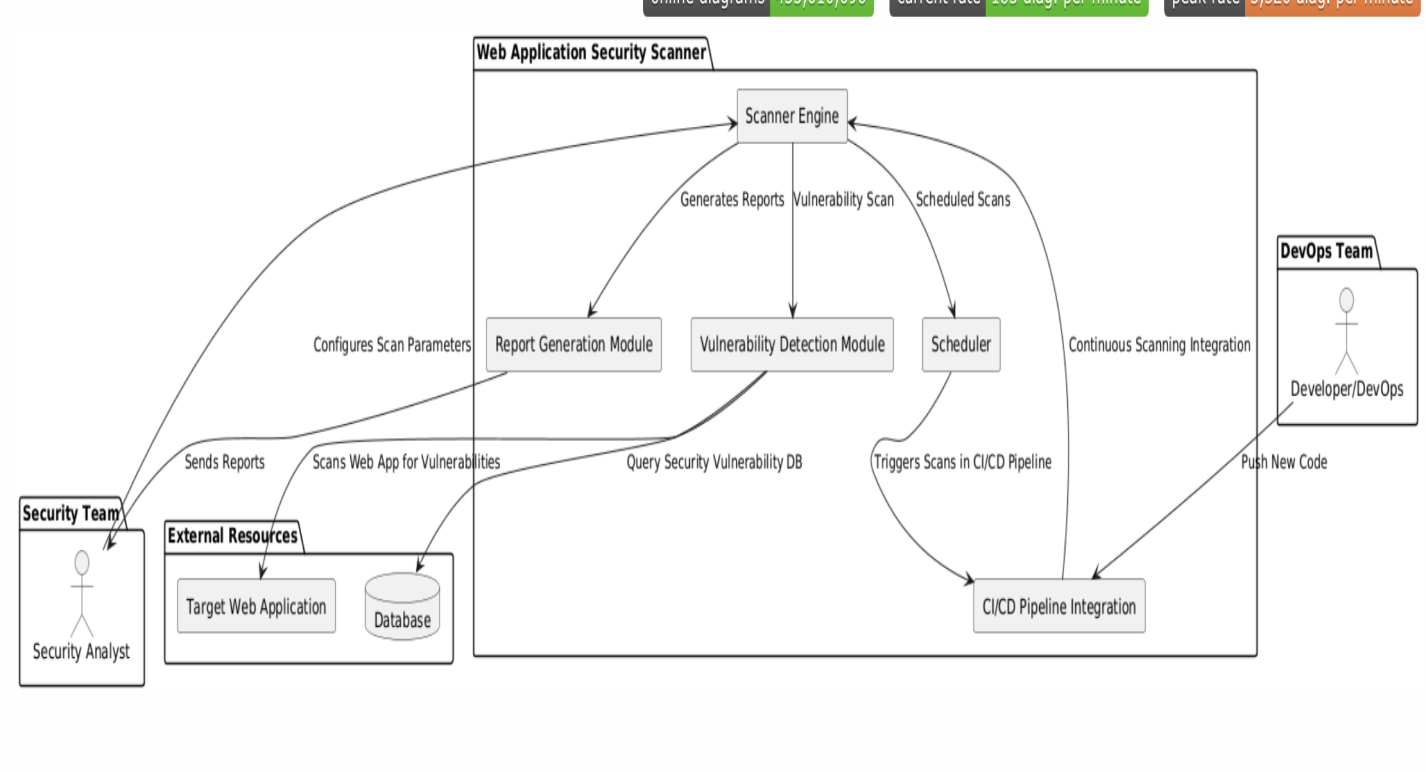 Web Application Security Scanner
Scanner Engine
Generates Reports
Vulnerability Scan
Scheduled Scans
DevOps Team
Developer/DevOps
Configures Scan Parameters
Report Generation Module
Vulnerability Detection Module
Scheduler
Continuous Scanning Integration
Sends Reports
Scans Web App for Vulnerabilities
Query Security Vulnerability DB
Triggers Scans in CI/CD Pipeline
Push New Code
Security Team
External Resources
Target Web Application
Database
CI/CD Pipeline Integration
Security Analyst